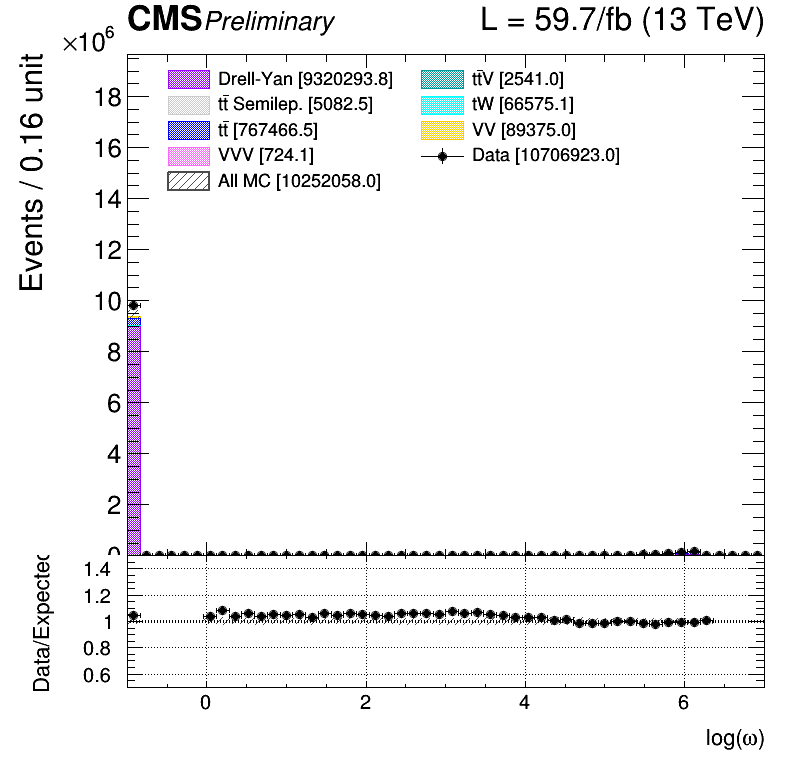 CMS Preliminary L = 59.7/fb (13 TeV)
×10⁶
Events / 0.16 unit
Drell-Yan [9320293.8]
tt̄ Semilep. [5082.5]
tt̄ [767466.5]
VVV [724.1]
All MC [10252058.0]
tt̄V [2541.0]
tW [66575.1]
VV [89375.0]
Data [10706923.0]
18
16
14
12
10
8
6
4
2
0
Data/Expected
1.4
1.2
1
0.8
0.6
0 2 4 6
log(ω)